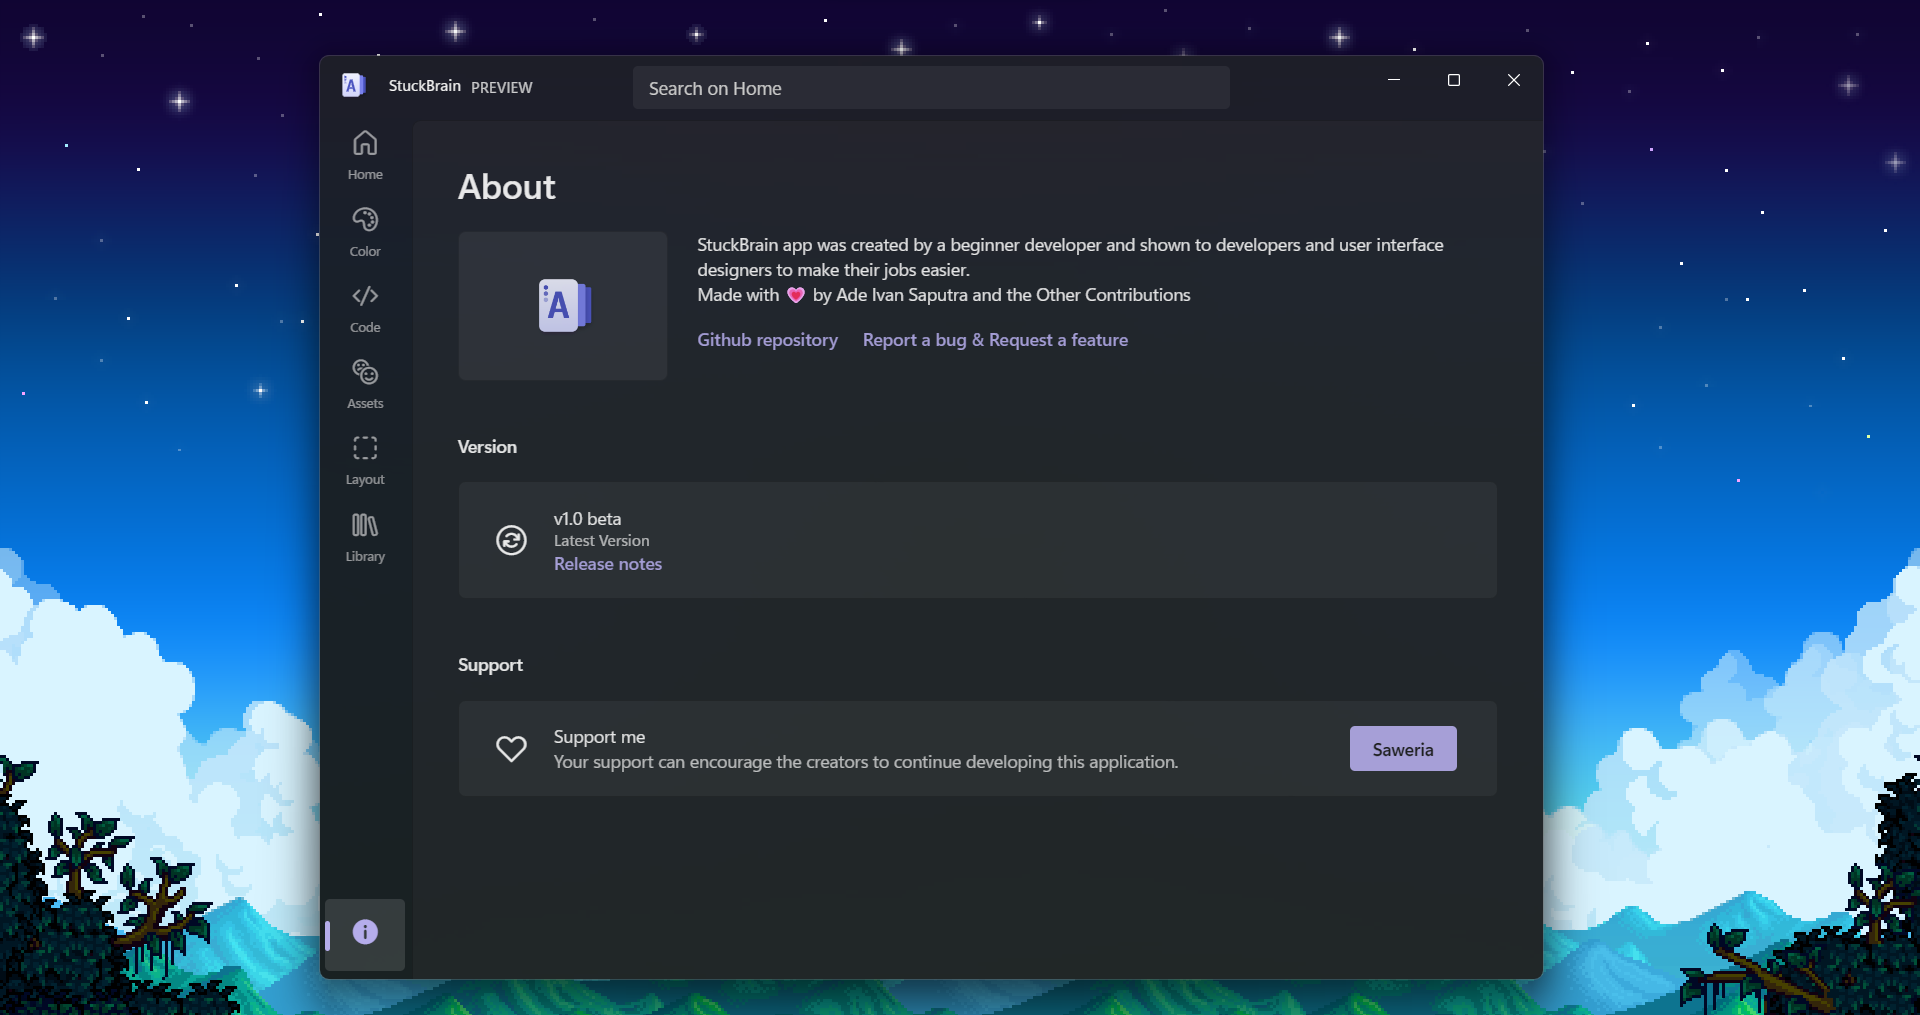 A
StuckBrain PREVIEW
Search on Home
Home
Color
Code
Assets
Layout
Library
About
A
StuckBrain app was created by a beginner developer and shown to developers and user interface
designers to make their jobs easier.
Made with 💗 by Ade Ivan Saputra and the Other Contributions
Github repository Report a bug & Request a feature
Version
v1.0 beta
Latest Version
Release notes
Support
Support me
Your support can encourage the creators to continue developing this application.
Saweria